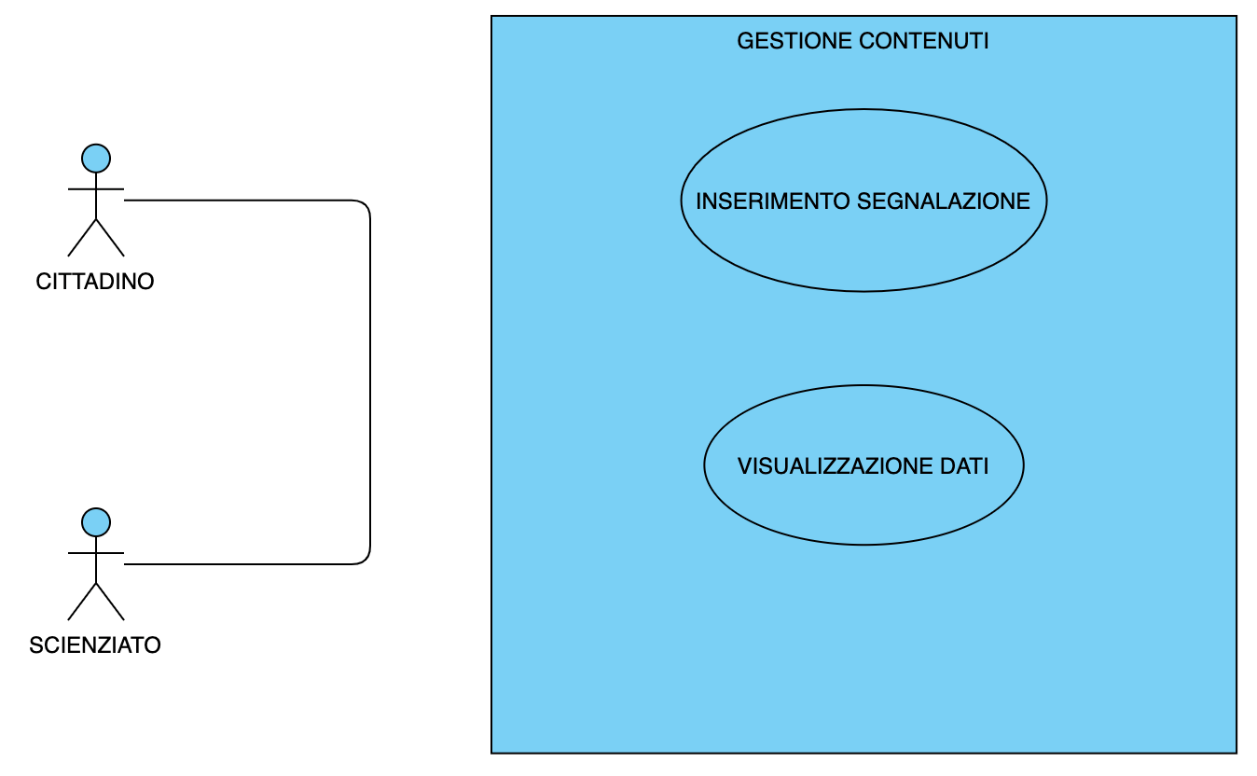 GESTIONE CONTENUTI
INSERIMENTO SEGNALAZIONE
CITTADINO
VISUALIZZAZIONE DATI
SCIENZIATO